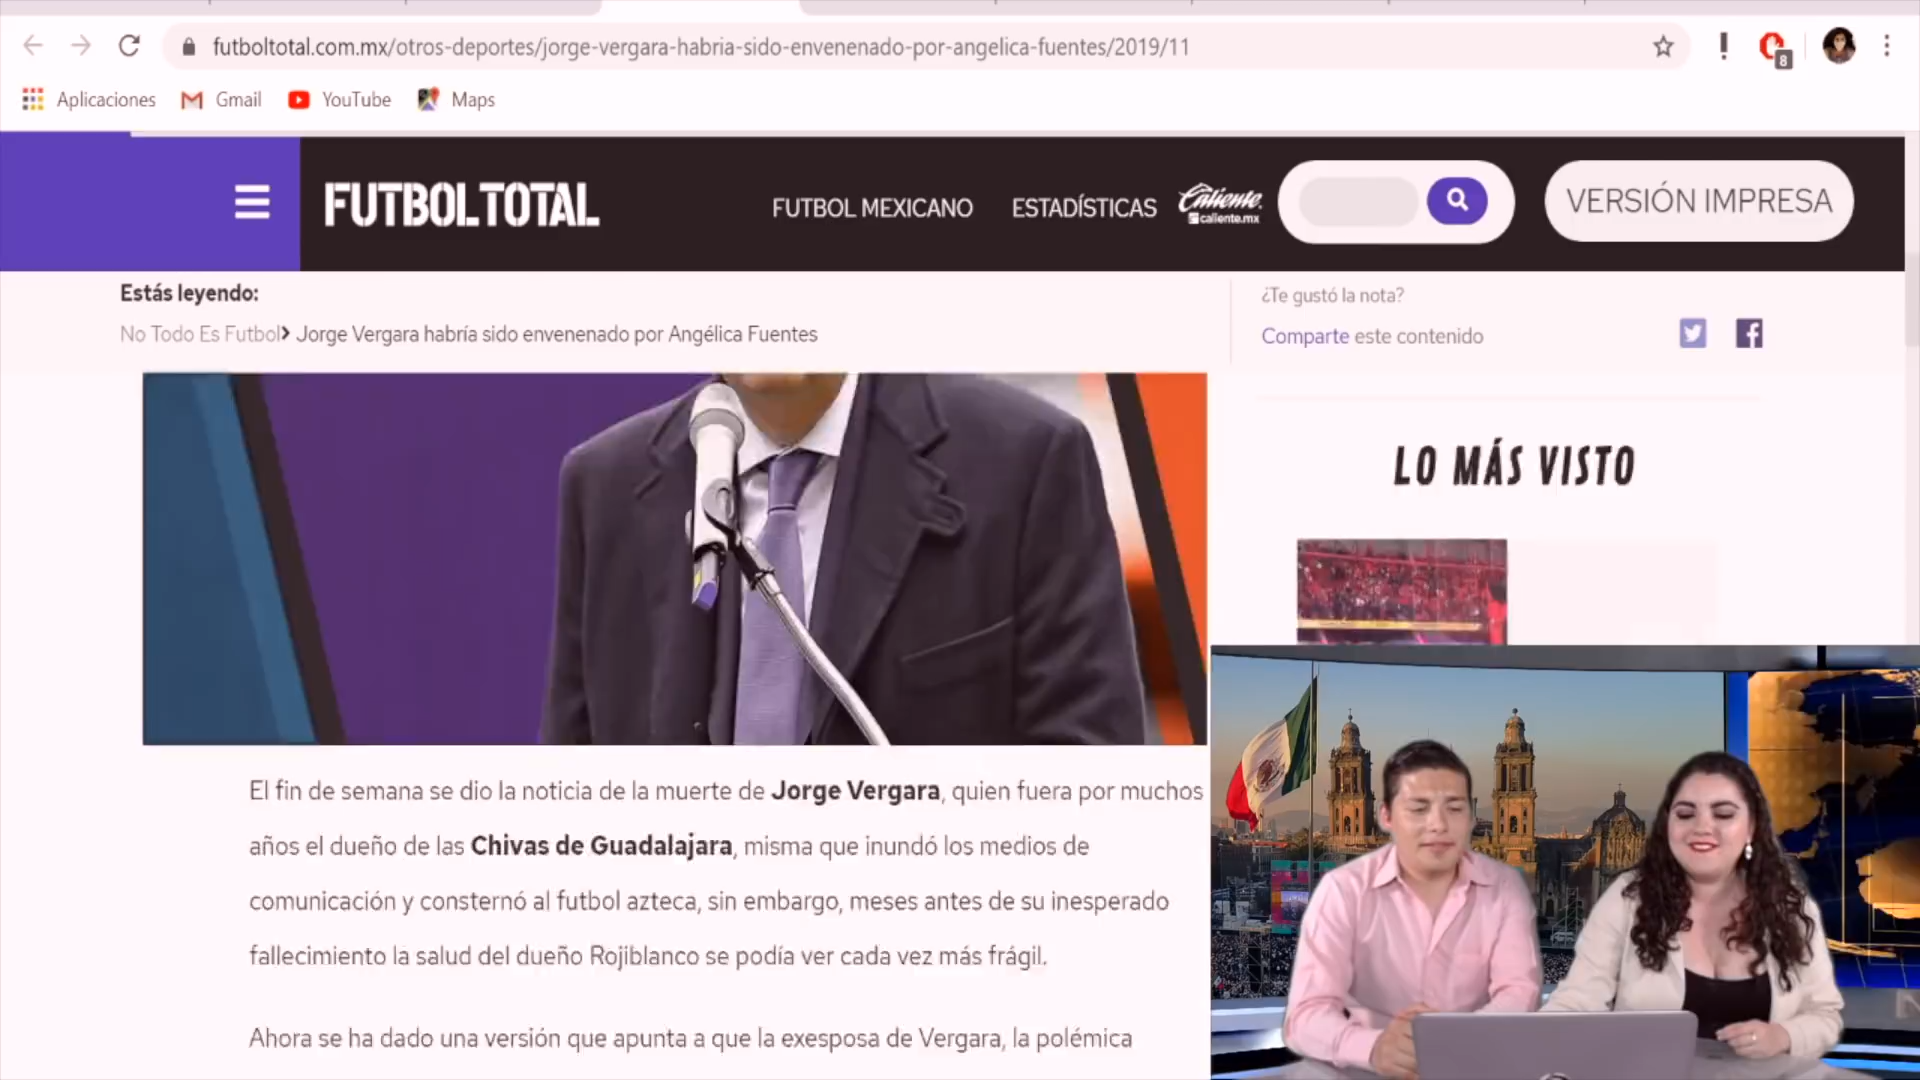 futboltotal.com.mx/otros-deportes/jorge-vergara-habria-sido-envenenado-por-angelica-fuentes/2019/11
8
Aplicaciones Gmail YouTube Maps
FUTBOLTOTAL
FUTBOL MEXICANO ESTADÍSTICAS Caliente. caliente.mx VERSIÓN IMPRESA
Estás leyendo:
No Todo Es Futbol Jorge Vergara habría sido envenenado por Angélica Fuentes
¿Te gustó la nota?
Comparte este contenido
LO MÁS VISTO
El fin de semana se dio la noticia de la muerte de Jorge Vergara, quien fuera por muchos
años el dueño de las Chivas de Guadalajara, misma que inundó los medios de
comunicación y consternó al futbol azteca, sin embargo, meses antes de su inesperado
fallecimiento la salud del dueño Rojiblanco se podía ver cada vez más frágil.
Ahora se ha dado una versión que apunta a que la exesposa de Vergara, la polémica